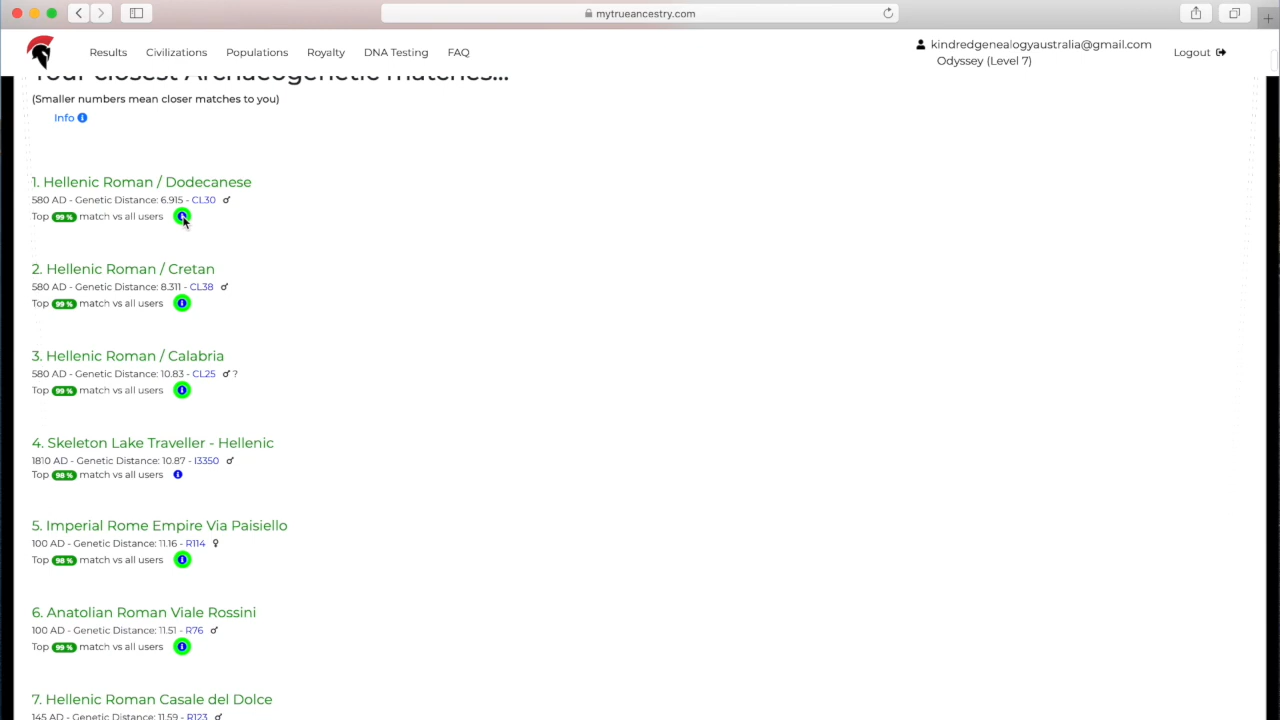 mytrueancestry.com
Results Civilizations Populations Royalty DNA Testing FAQ
kindredgenealogyaustralia@gmail.com
Odyssey (Level 7)
Logout
Your closest Archaeogenetic matches...
(Smaller numbers mean closer matches to you)
Info
1. Hellenic Roman / Dodecanese
580 AD - Genetic Distance: 6.915 - CL30 ♂
Top 99 % match vs all users
2. Hellenic Roman / Cretan
580 AD - Genetic Distance: 8.311 - CL38 ♂
Top 99 % match vs all users
3. Hellenic Roman / Calabria
580 AD - Genetic Distance: 10.83 - CL25 ♂ ?
Top 99 % match vs all users
4. Skeleton Lake Traveller - Hellenic
1810 AD - Genetic Distance: 10.87 - I3350 ♂
Top 98 % match vs all users
5. Imperial Rome Empire Via Paisiello
100 AD - Genetic Distance: 11.16 - R114 ♀
Top 98 % match vs all users
6. Anatolian Roman Viale Rossini
100 AD - Genetic Distance: 11.51 - R76 ♂
Top 99 % match vs all users
7. Hellenic Roman Casale del Dolce
145 AD - Genetic Distance: 11.59 - R123 ♂